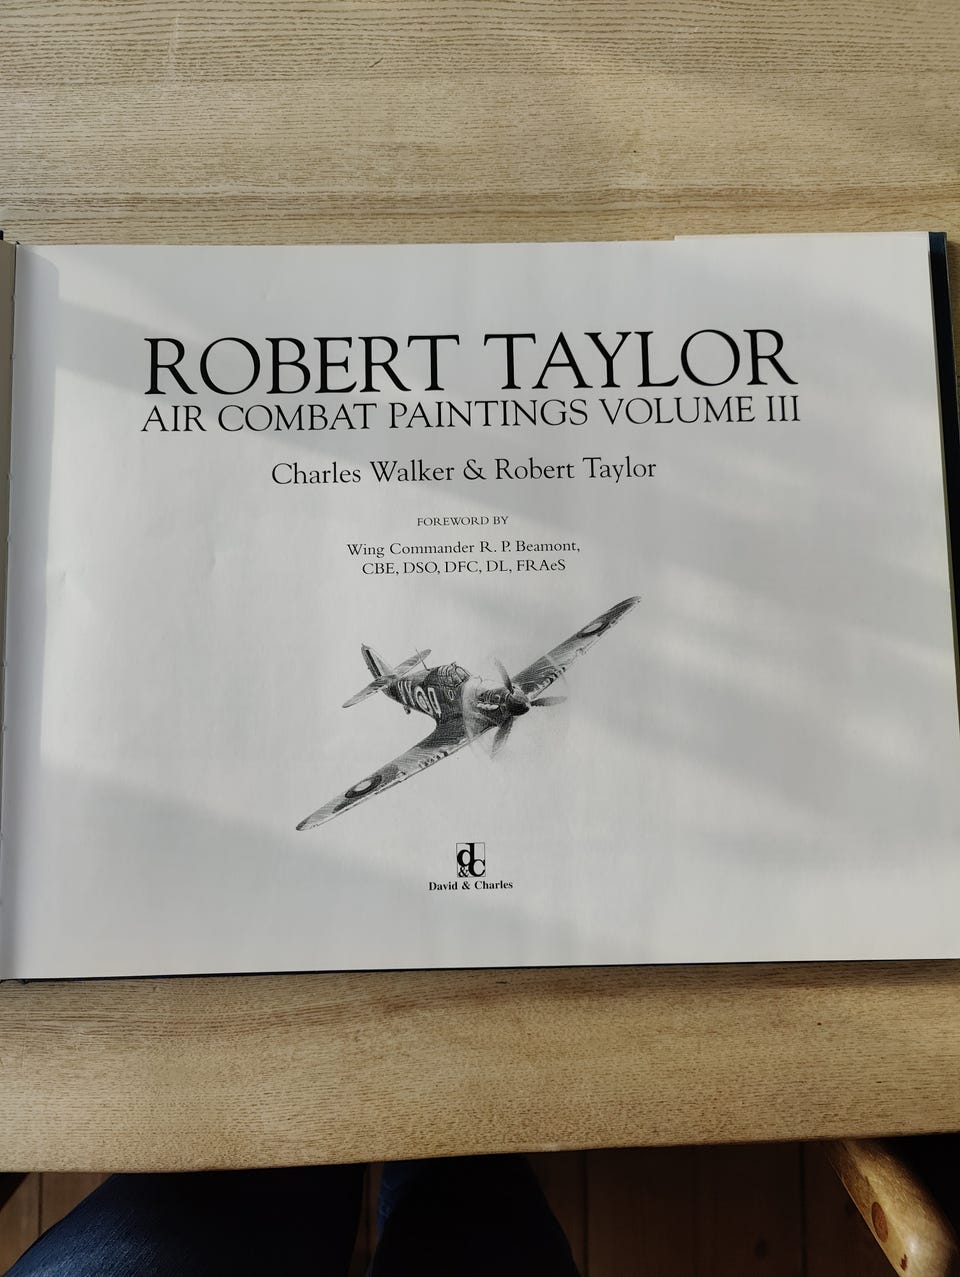 ROBERT TAYLOR
AIR COMBAT PAINTINGS VOLUME III
Charles Walker & Robert Taylor
FOREWORD BY
Wing Commander R. P. Beamont,
CBE, DSO, DFC, DL, FRAeS
d&c
David & Charles